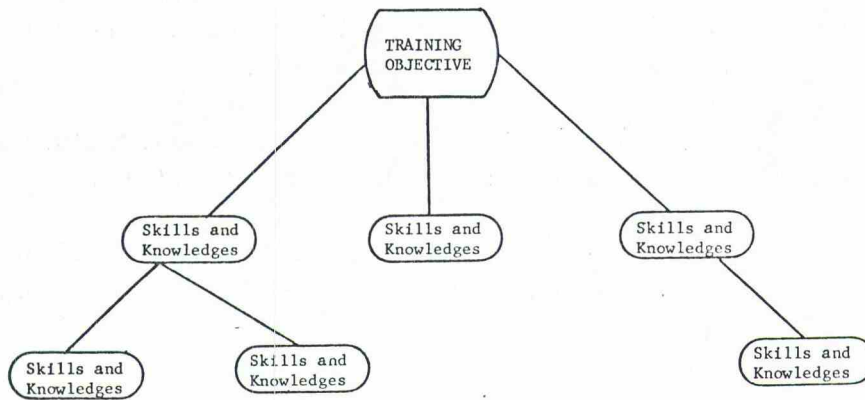 TRAINING
OBJECTIVE
Skills and
Knowledges
Skills and
Knowledges
Skills and
Knowledges
Skills and
Knowledges
Skills and
Knowledges
Skills and
Knowledges